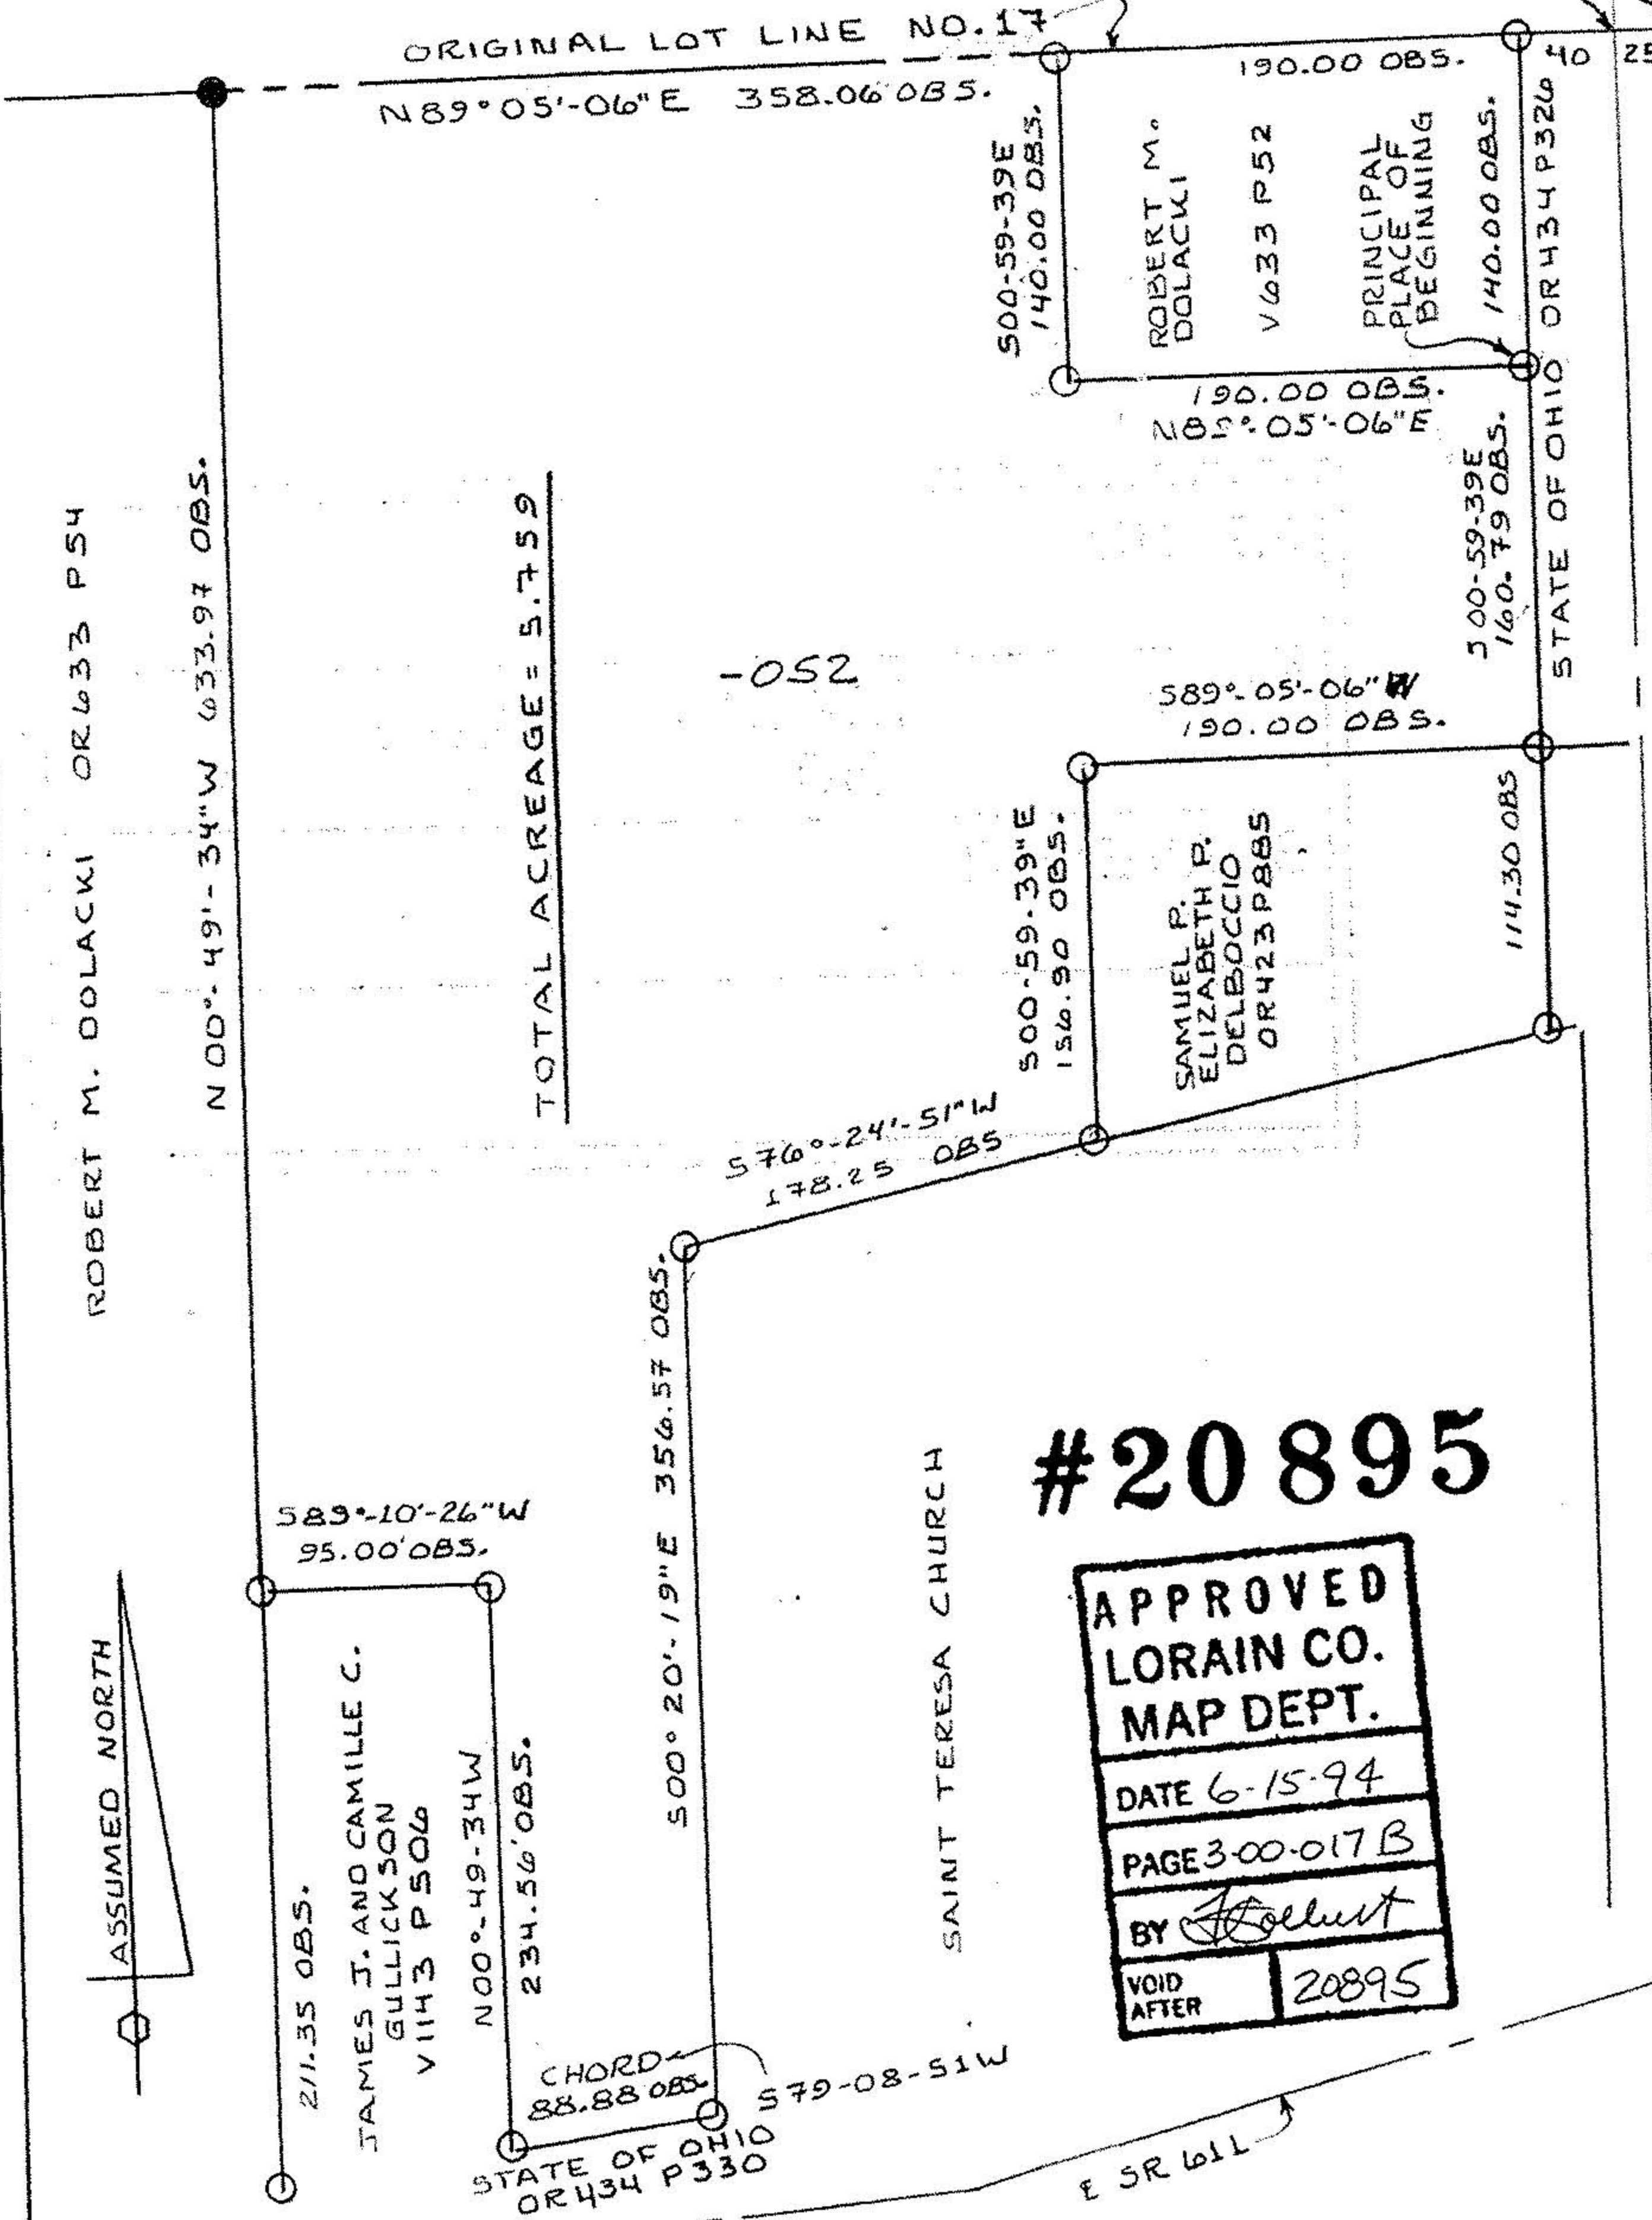 ORIGINAL LOT LINE NO. 17
N89°05'-06"E 358.06 OBS.
190.00 OBS.
40
25
S00-59-39E
140.00 OBS.
ROBERT M.
DOLACKI
V633 P52
PRINCIPAL
PLACE OF
BEGINNING
140.00 OBS.
STATE OF OHIO OR434 P326
190.00 OBS.
05'-06"E
S00-59-39E
160.79 OBS.
ROBERT M. DOLACKI OR633 P54
N00°-49'-34"W 633.97 OBS.
TOTAL ACREAGE = 5.759
-052
S89°-05'-06"W
190.00 OBS.
S00-59-39"E
156.90 OBS.
SAMUEL P.
ELIZABETH P.
DELBOCCIO
OR423P885
114.30 OBS
S76°-24'-51"W
178.25 OBS
S00°20'-19"E 356.57 OBS.
SAINT TERESA CHURCH
#20895
S89°-10'-26"W
95.00'OBS.
ASSUMED NORTH
211.35 OBS.
JAMES J. AND CAMILLE C.
GULLICKSON
V1143 P506
N00°-49-34W
234.56'OBS.
CHORD
88.88 OBS.
S79-08-51W
STATE OF OHIO
OR434 P330
APPROVED
LORAIN CO.
MAP DEPT.
DATE 6-15-94
PAGE 3-00-017 B
BY
VOID
AFTER
20895
E SR 611